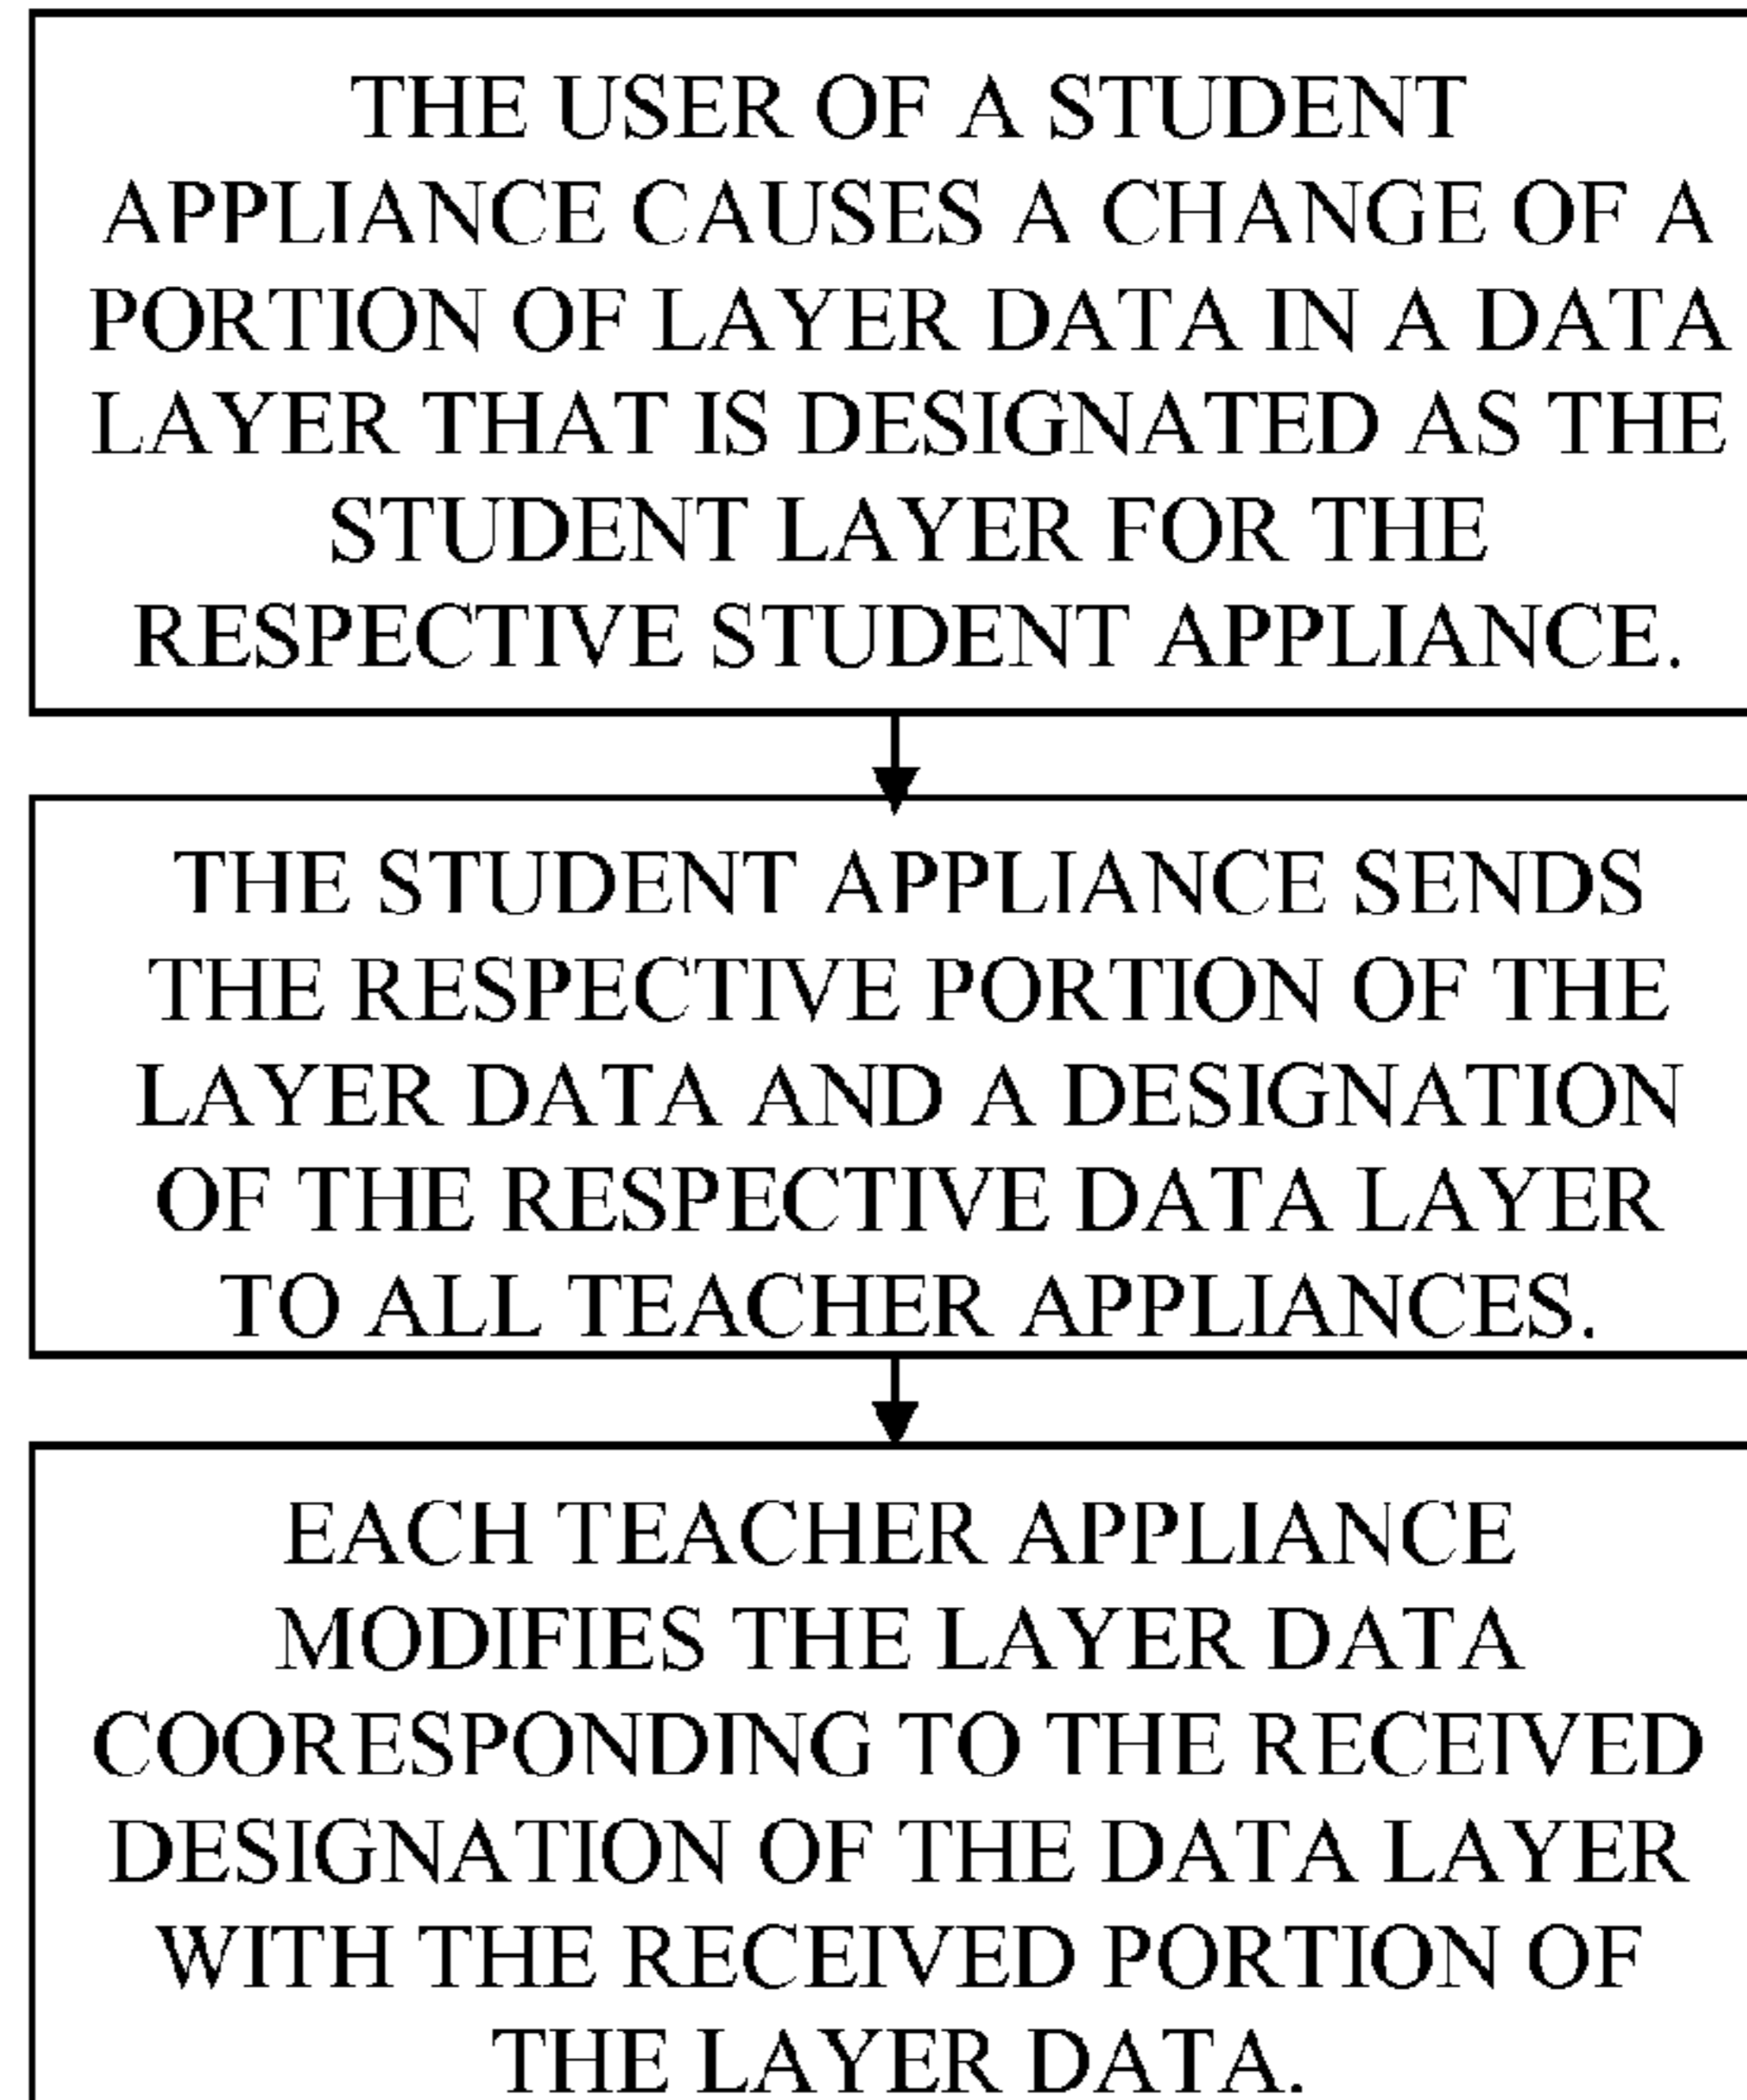 THE USER OF A STUDENT
APPLIANCE CAUSES A CHANGE OF A
PORTION OF LAYER DATA IN A DATA
LAYER THAT IS DESIGNATED AS THE
STUDENT LAYER FOR THE
RESPECTIVE STUDENT APPLIANCE.
THE STUDENT APPLIANCE SENDS
THE RESPECTIVE PORTION OF THE
LAYER DATA AND A DESIGNATION
OF THE RESPECTIVE DATA LAYER
TO ALL TEACHER APPLIANCES.
EACH TEACHER APPLIANCE
MODIFIES THE LAYER DATA
COORESPONDING TO THE RECEIVED
DESIGNATION OF THE DATA LAYER
WITH THE RECEIVED PORTION OF
THE LAYER DATA.